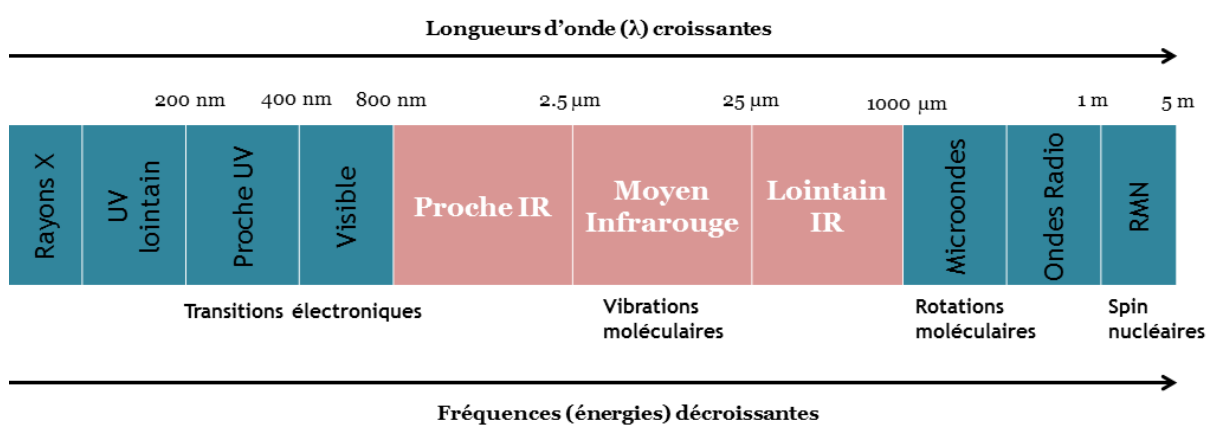 Longueurs d'onde (λ) croissantes
200 nm 400 nm 800 nm 2.5 µm 25 µm 1000 µm 1 m 5 m
Rayons X
UV
lointain
Proche UV
Visible
Proche IR
Moyen
Infrarouge
Lointain
IR
Microondes
Ondes Radio
RMN
Transitions électroniques
Vibrations
moléculaires
Rotations
moléculaires
Spin
nucléaires
Fréquences (énergies) décroissantes